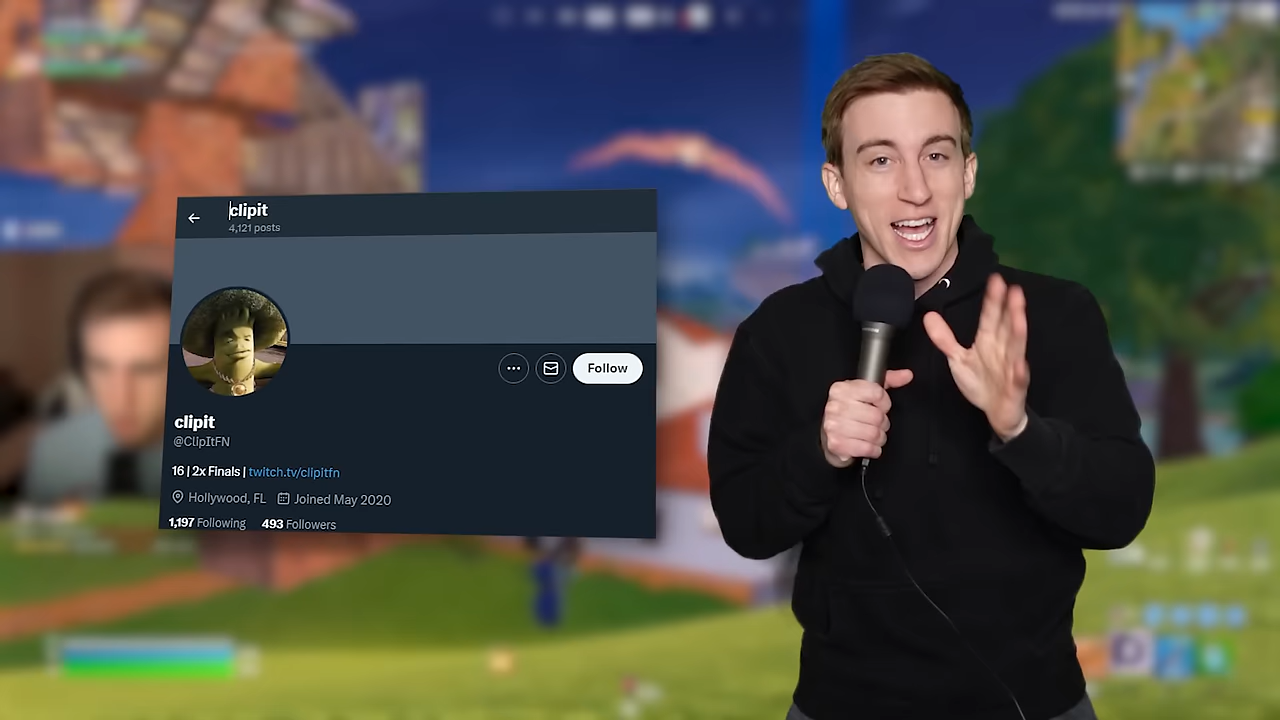 clipit
4,121 posts
Follow
clipit
@ClipItFN
16 | 2x Finals | twitch.tv/clipitfn
Hollywood, FL Joined May 2020
1,197 Following 493 Followers